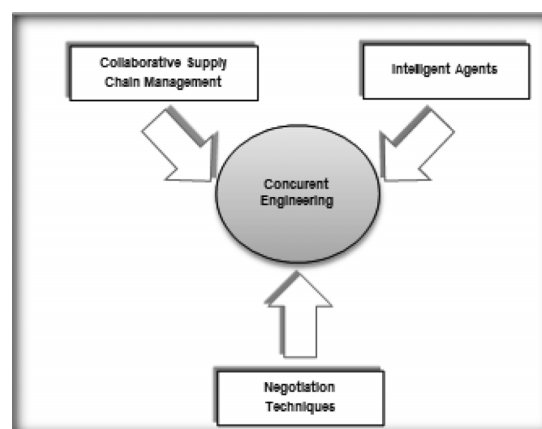 Collaborative Supply
Chain Management
Intelligent Agents
Concurent
Engineering
Negotiation
Techniques